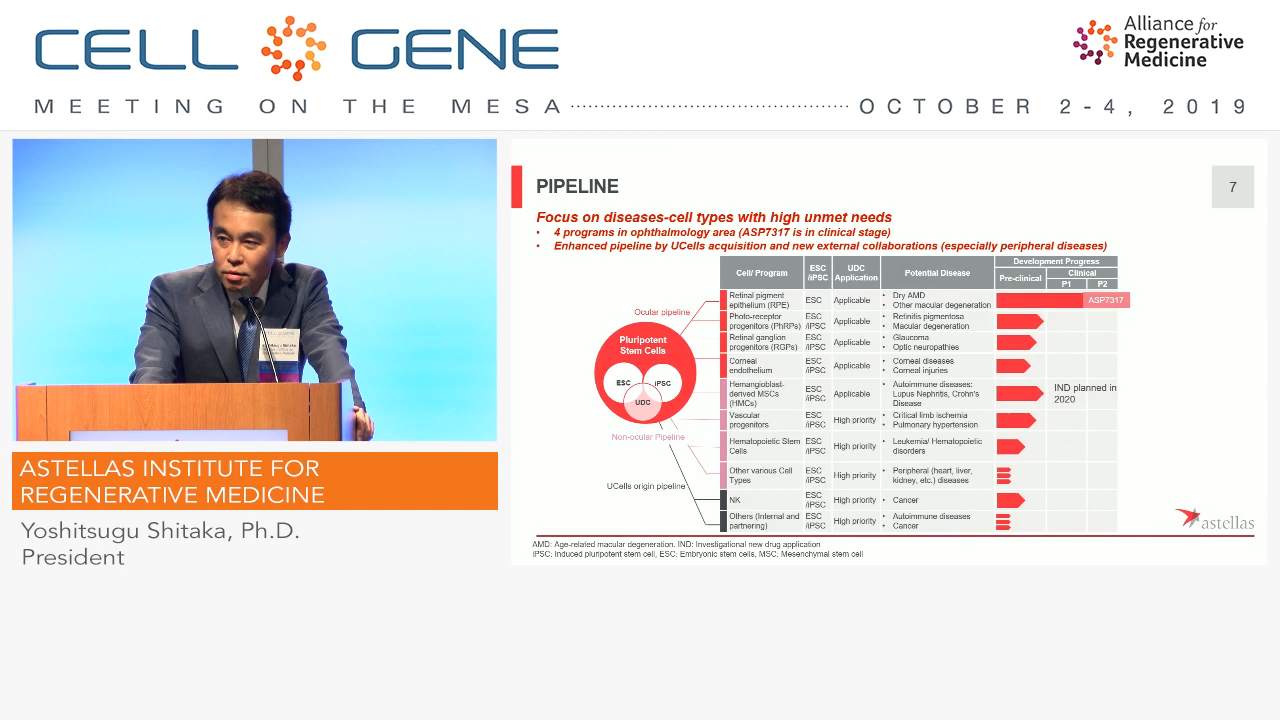 CELL GENE
Alliance for
Regenerative
Medicine
MEETING ON THE MESA
OCTOBER 2-4, 2019
PIPELINE
7
Focus on diseases-cell types with high unmet needs
• 4 programs in ophthalmology area (ASP7317 is in clinical stage)
• Enhanced pipeline by UCells acquisition and new external collaborations (especially peripheral diseases)
Cell/ Program
ESC
/iPSC
UDC
Application
Potential Disease
Development Progress
Pre-clinical
Clinical
P1
P2
Retinal pigment
epithelium (RPE)
ESC
Applicable
• Dry AMD
• Other macular degeneration
ASP7317
Photo-receptor
progenitors (PhRPs)
ESC
/iPSC
Applicable
• Retinitis pigmentosa
• Macular degeneration
Retinal ganglion
progenitors (RGPs)
ESC
/iPSC
Applicable
• Glaucoma
• Optic neuropathies
Corneal
endothelium
ESC
/iPSC
Applicable
• Corneal diseases
• Corneal injuries
Hemangioblast-
derived MSCs
(HMCs)
ESC
/iPSC
Applicable
• Autoimmune diseases:
Lupus Nephritis, Crohn's
Disease
IND planned in
2020
Vascular
progenitors
ESC
/iPSC
High priority
• Critical limb ischemia
• Pulmonary hypertension
Hematopoietic Stem
Cells
ESC
/iPSC
High priority
• Leukemia/ Hematopoietic
disorders
Other various Cell
Types
ESC
/iPSC
High priority
• Peripheral (heart, liver,
kidney, etc.) diseases
NK
ESC
/iPSC
High priority
• Cancer
Others (Internal and
partnering)
ESC
/iPSC
High priority
• Autoimmune diseases
• Cancer
Ocular pipeline
Pluripotent
Stem Cells
ESC
iPSC
UDC
Non-ocular Pipeline
UCells origin pipeline
astellas
AMD: Age-related macular degeneration. IND: Investigational new drug application
iPSC: Induced pluripotent stem cell, ESC: Embryonic stem cells, MSC: Mesenchymal stem cell
ASTELLAS INSTITUTE FOR
REGENERATIVE MEDICINE
Yoshitsugu Shitaka, Ph.D.
President